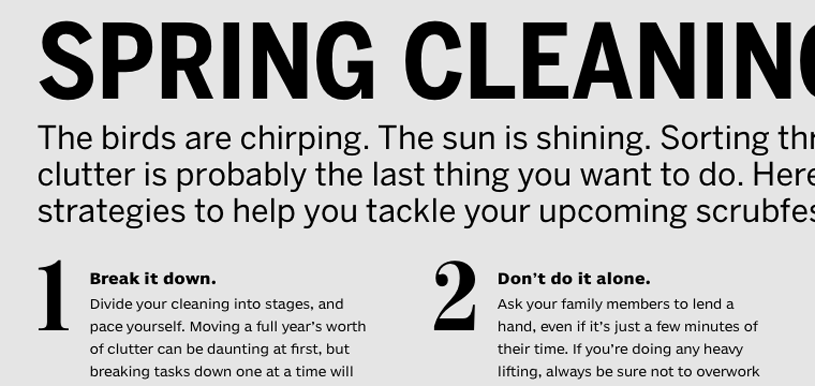 SPRING CLEANING
The birds are chirping. The sun is shining. Sorting thr
clutter is probably the last thing you want to do. Here
strategies to help you tackle your upcoming scrubfes
1
Break it down.
Divide your cleaning into stages, and
pace yourself. Moving a full year’s worth
of clutter can be daunting at first, but
breaking tasks down one at a time will
2
Don’t do it alone.
Ask your family members to lend a
hand, even if it’s just a few minutes of
their time. If you’re doing any heavy
lifting, always be sure not to overwork